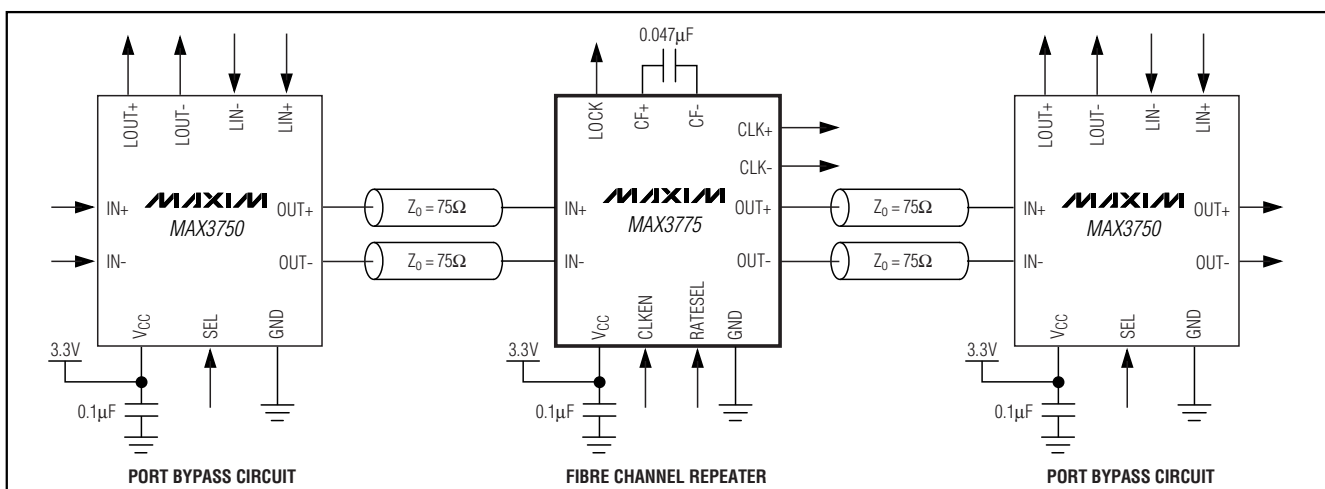 0.047µF
LOUT+
LOUT-
LIN-
LIN+
IN+
IN-
MAXIM
MAX3750
OUT+
OUT-
VCC
SEL
GND
3.3V
0.1µF
PORT BYPASS CIRCUIT
Z0 = 75Ω
Z0 = 75Ω
LOCK
CF+
CF-
CLK+
CLK-
IN+
IN-
MAXIM
MAX3775
OUT+
OUT-
VCC
CLKEN
RATESEL
GND
3.3V
0.1µF
FIBRE CHANNEL REPEATER
Z0 = 75Ω
Z0 = 75Ω
LOUT+
LOUT-
LIN-
LIN+
IN+
IN-
MAXIM
MAX3750
OUT+
OUT-
VCC
SEL
GND
3.3V
0.1µF
PORT BYPASS CIRCUIT